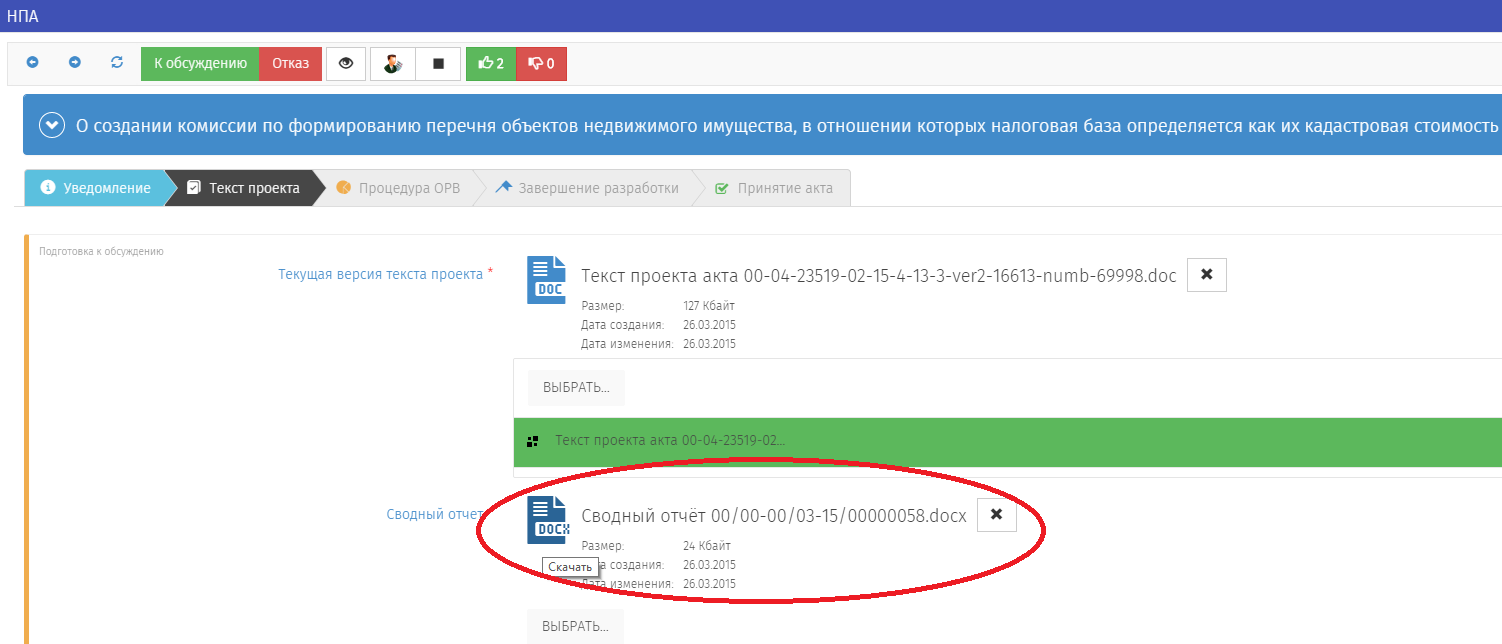 НПА
К обсуждению Отказ 2 0
О создании комиссии по формированию перечня объектов недвижимого имущества, в отношении которых налоговая база определяется как их кадастровая стоимость
Уведомление Текст проекта Процедура ОРВ Завершение разработки Принятие акта
Подготовка к обсуждению
Текущая версия текста проекта *
DOC
Текст проекта акта 00-04-23519-02-15-4-13-3-ver2-16613-numb-69998.doc
Размер: 127 Кбайт
Дата создания: 26.03.2015
Дата изменения: 26.03.2015
ВЫБРАТЬ...
Текст проекта акта 00-04-23519-02...
Сводный отчет
DOCX
Сводный отчёт 00/00-00/03-15/00000058.docx
Размер: 24 Кбайт
Скачать
создания: 26.03.2015
Дата изменения: 26.03.2015
ВЫБРАТЬ...